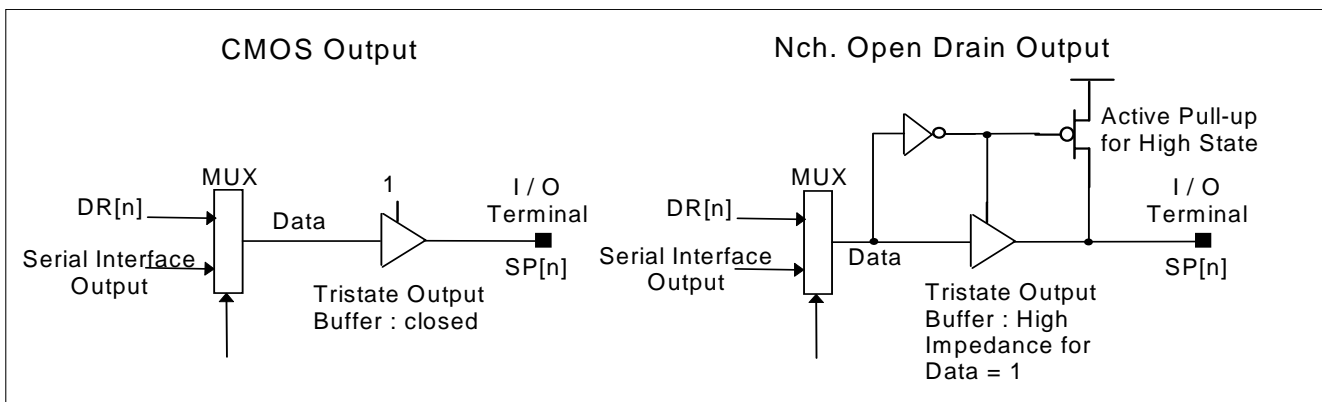 CMOS Output
1
MUX
I / O
Terminal
DR[n]
Data
Serial Interface
Output
SP[n]
Tristate Output
Buffer : closed
Nch. Open Drain Output
Active Pull-up
for High State
MUX
I / O
Terminal
DR[n]
Serial Interface
Output
Data
SP[n]
Tristate Output
Buffer : High
Impedance for
Data = 1